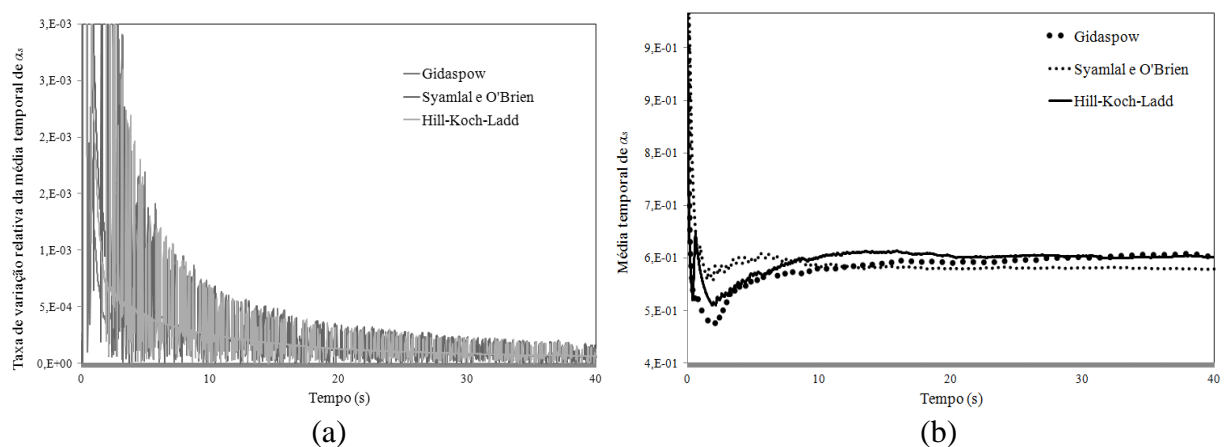 3,E-03
3,E-03
2,E-03
2,E-03
1,E-03
5,E-04
0,E+00
Taxa de variação relativa da média temporal de αs
Gidaspow
Syamlal e O'Brien
Hill-Koch-Ladd
0 10 20 30 40
Tempo (s)
(a)
9,E-01
9,E-01
8,E-01
7,E-01
6,E-01
5,E-01
4,E-01
Média temporal de αs
Gidaspow
Syamlal e O'Brien
Hill-Koch-Ladd
0 10 20 30 40
Tempo (s)
(b)